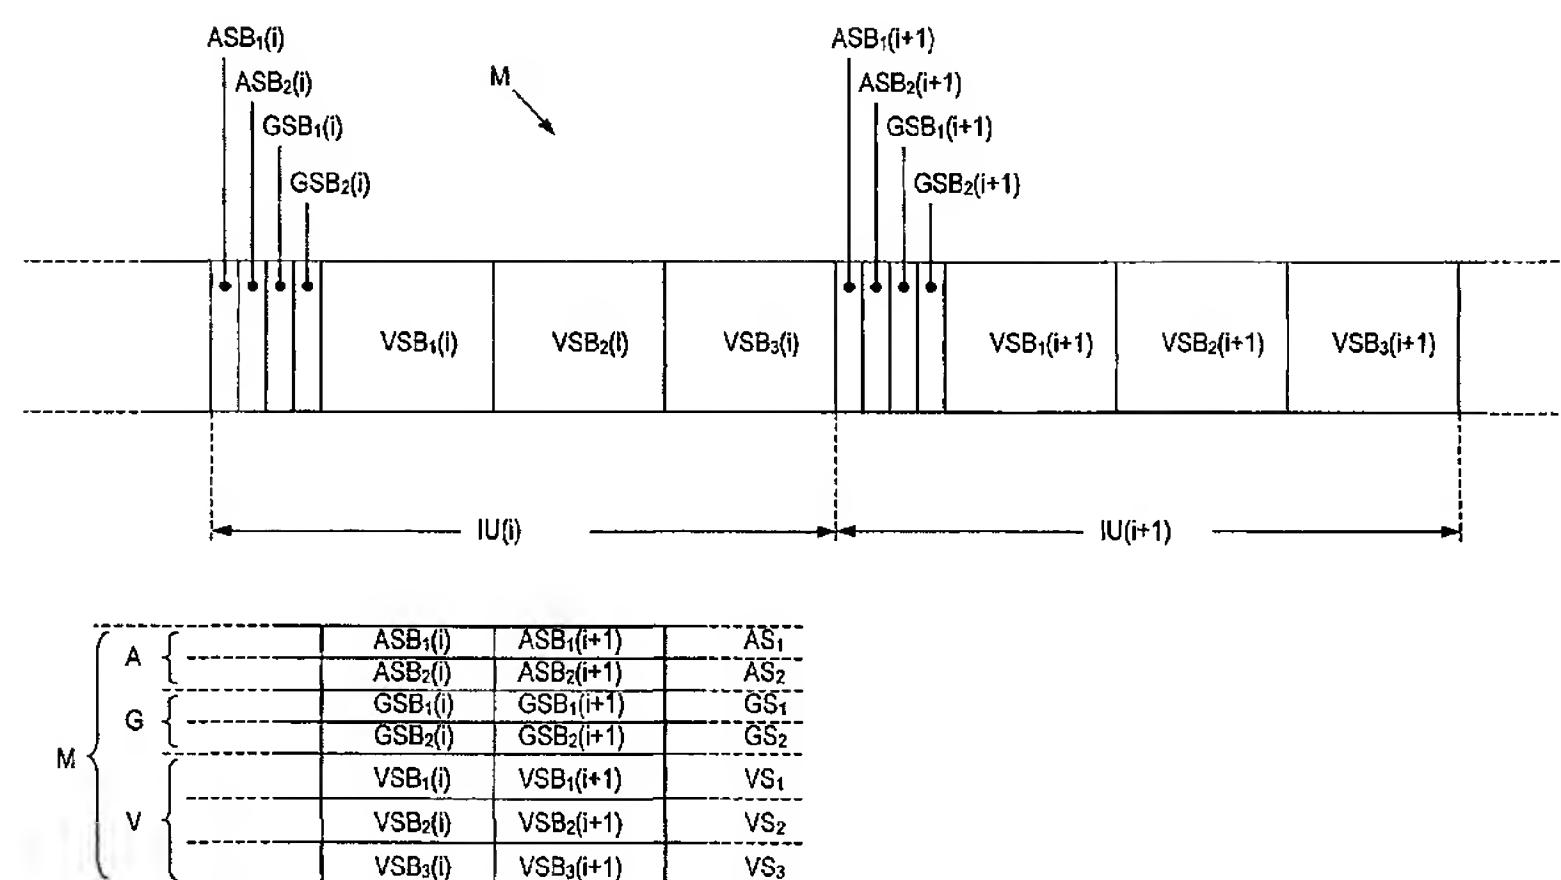 ASB₁(i) ASB₁(i+1)
M
ASB₂(i) ASB₂(i+1)
GSB₁(i) GSB₁(i+1)
GSB₂(i) GSB₂(i+1)
VSB₁(i) VSB₂(i) VSB₃(i) VSB₁(i+1) VSB₂(i+1) VSB₃(i+1)
IU(i) IU(i+1)
ASB₁(i) ASB₁(i+1) AS₁
A
ASB₂(i) ASB₂(i+1) AS₂
GSB₁(i) GSB₁(i+1) GS₁
G
GSB₂(i) GSB₂(i+1) GS₂
M
VSB₁(i) VSB₁(i+1) VS₁
V VSB₂(i) VSB₂(i+1) VS₂
VSB₃(i) VSB₃(i+1) VS₃